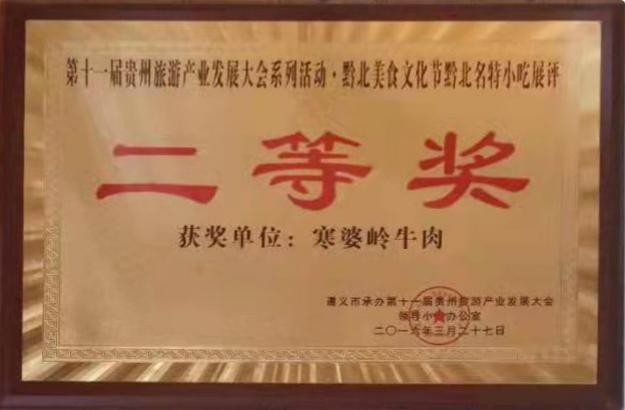 第十一届贵州旅游产业发展大会系列活动·黔北美食文化节黔北名特小吃展评
二等奖
获奖单位：寒婆岭牛肉
遵义市承办第十一届贵州旅游产业发展大会
领导小组办公室
二〇一六年三月二十七日